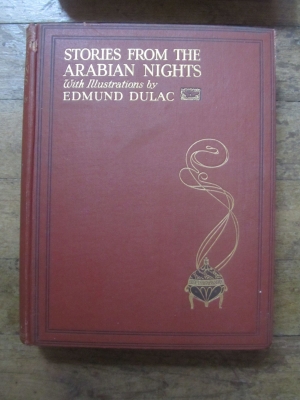 STORIES FROM THE
ARABIAN NIGHTS
With Illustrations by
EDMUND DULAC